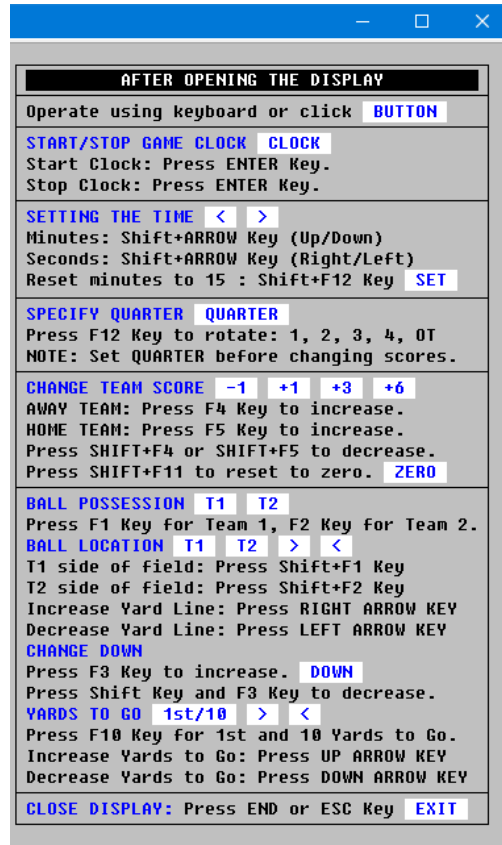 AFTER OPENING THE DISPLAY
Operate using keyboard or click BUTTON
START/STOP GAME CLOCK CLOCK
Start Clock: Press ENTER Key.
Stop Clock: Press ENTER Key.
SETTING THE TIME < >
Minutes: Shift+ARROW Key (Up/Down)
Seconds: Shift+ARROW Key (Right/Left)
Reset minutes to 15 : Shift+F12 Key SET
SPECIFY QUARTER QUARTER
Press F12 Key to rotate: 1, 2, 3, 4, OT
NOTE: Set QUARTER before changing scores.
CHANGE TEAM SCORE -1 +1 +3 +6
AWAY TEAM: Press F4 Key to increase.
HOME TEAM: Press F5 Key to increase.
Press SHIFT+F4 or SHIFT+F5 to decrease.
Press SHIFT+F11 to reset to zero. ZERO
BALL POSSESSION T1 T2
Press F1 Key for Team 1, F2 Key for Team 2.
BALL LOCATION T1 T2 > <
T1 side of field: Press Shift+F1 Key
T2 side of field: Press Shift+F2 Key
Increase Yard Line: Press RIGHT ARROW KEY
Decrease Yard Line: Press LEFT ARROW KEY
CHANGE DOWN
Press F3 Key to increase. DOWN
Press Shift Key and F3 Key to decrease.
YARDS TO GO 1st/10 > <
Press F10 Key for 1st and 10 Yards to Go.
Increase Yards to Go: Press UP ARROW KEY
Decrease Yards to Go: Press DOWN ARROW KEY
CLOSE DISPLAY: Press END or ESC Key EXIT